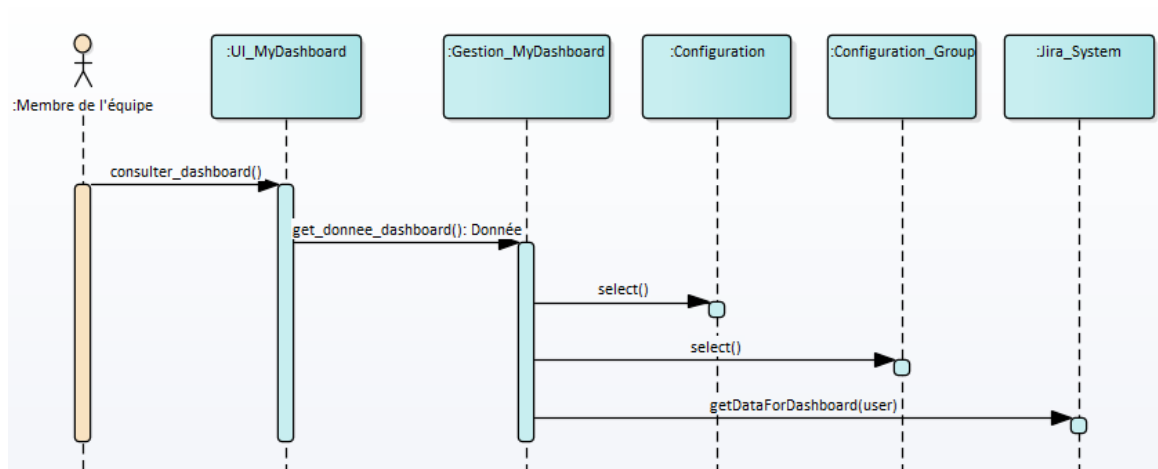 :UI_MyDashboard
:Gestion_MyDashboard
:Configuration
:Configuration_Group
:Jira_System
:Membre de l'équipe
consulter_dashboard()
get_donnee_dashboard(): Donnée
select()
select()
getDataForDashboard(user)